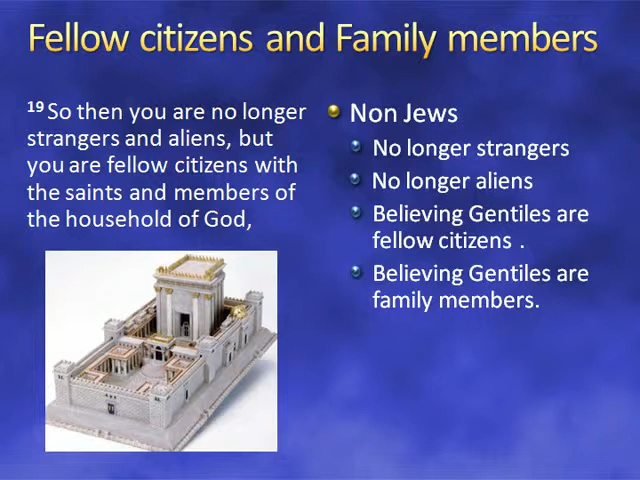 Fellow citizens and Family members
19 So then you are no longer
strangers and aliens, but
you are fellow citizens with
the saints and members of
the household of God,
Non Jews
No longer strangers
No longer aliens
Believing Gentiles are
fellow citizens .
Believing Gentiles are
family members.